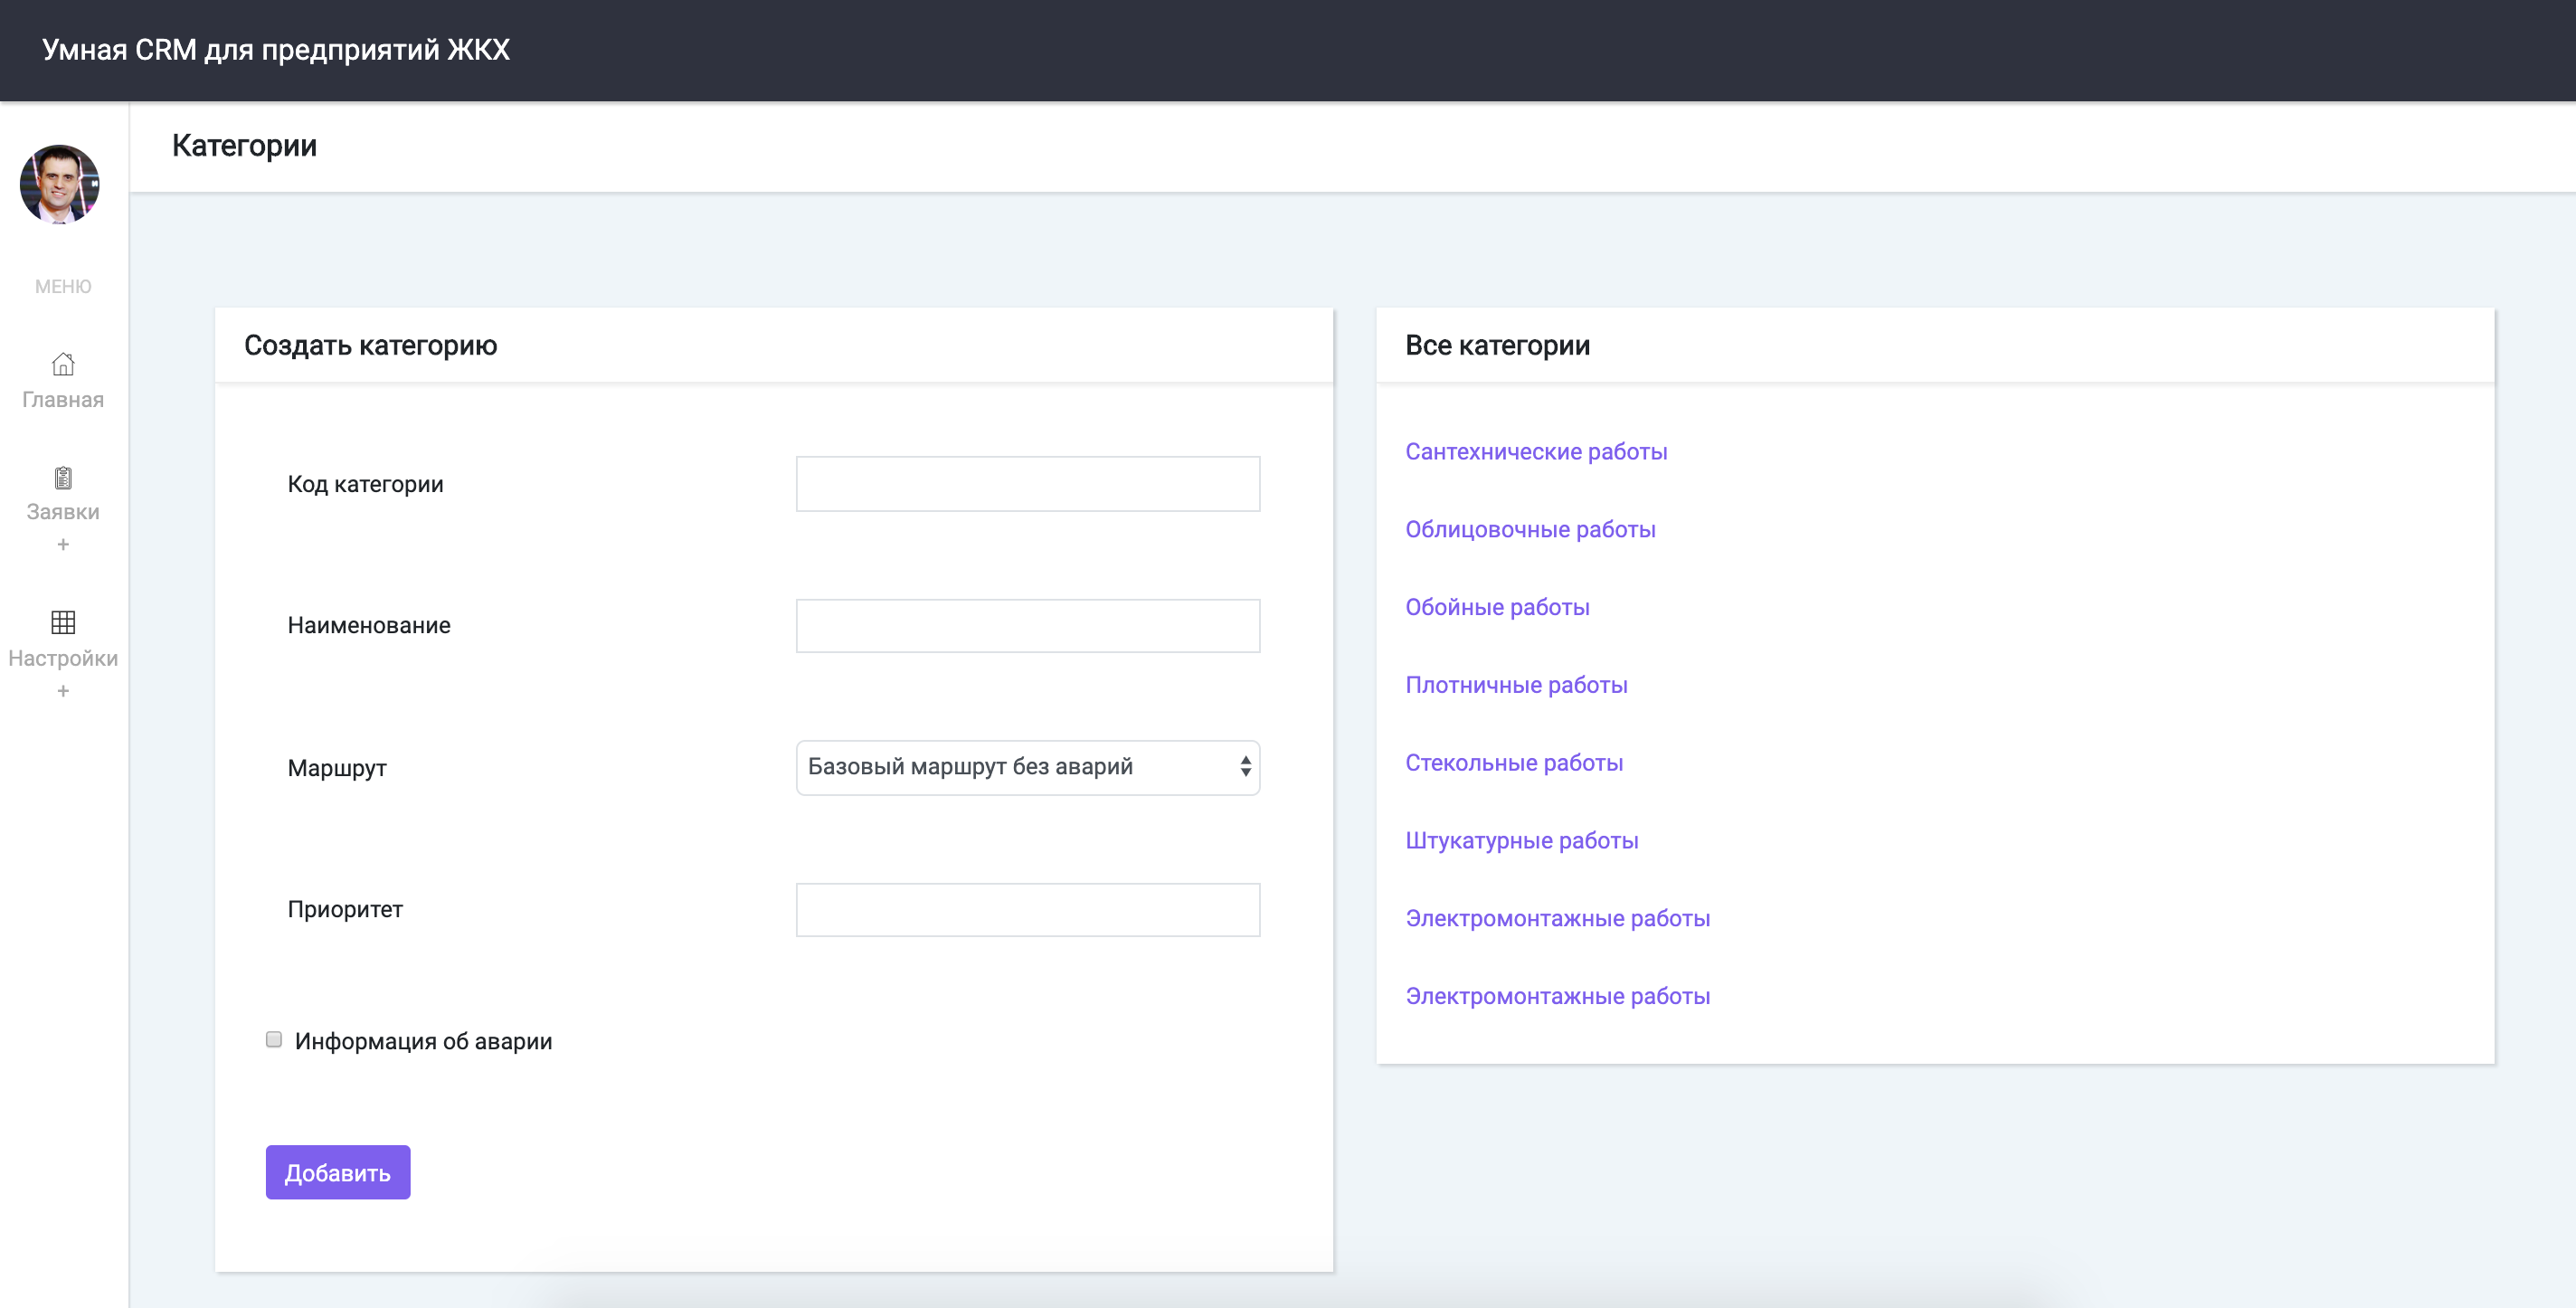 Умная CRM для предприятий ЖКХ
Категории
МЕНЮ
Главная
Заявки
+
Настройки
+
Создать категорию
Код категории
Наименование
Маршрут
Базовый маршрут без аварий
Приоритет
Информация об аварии
Добавить
Все категории
Сантехнические работы
Облицовочные работы
Обойные работы
Плотничные работы
Стекольные работы
Штукатурные работы
Электромонтажные работы
Электромонтажные работы